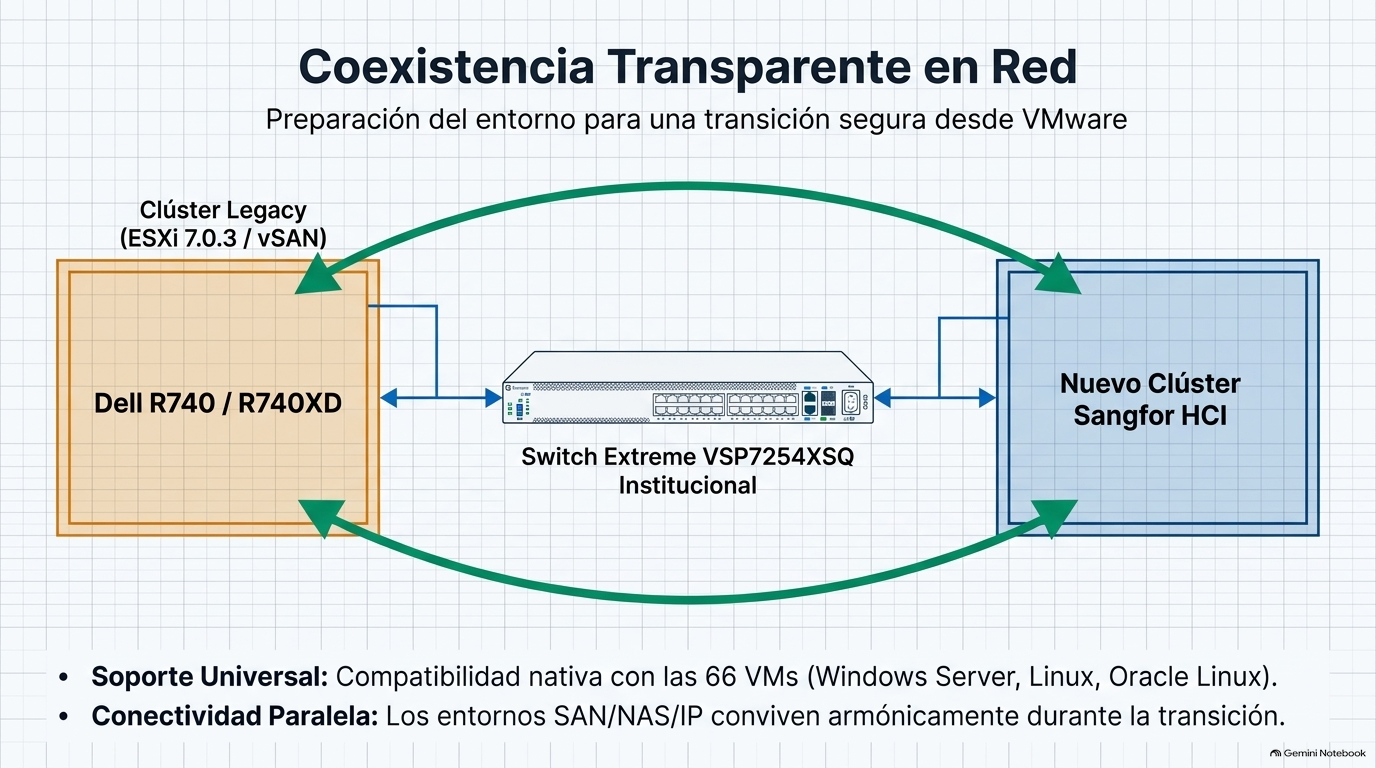 Coexistencia Transparente en Red
Preparación del entorno para una transición segura desde VMware
Clúster Legacy
(ESXi 7.0.3 / vSAN)
Dell R740 / R740XD
Switch Extreme VSP7254XSQ
Institucional
Nuevo Clúster
Sangfor HCI
• Soporte Universal: Compatibilidad nativa con las 66 VMs (Windows Server, Linux, Oracle Linux).
• Conectividad Paralela: Los entornos SAN/NAS/IP conviven armónicamente durante la transición.
Gemini Notebook